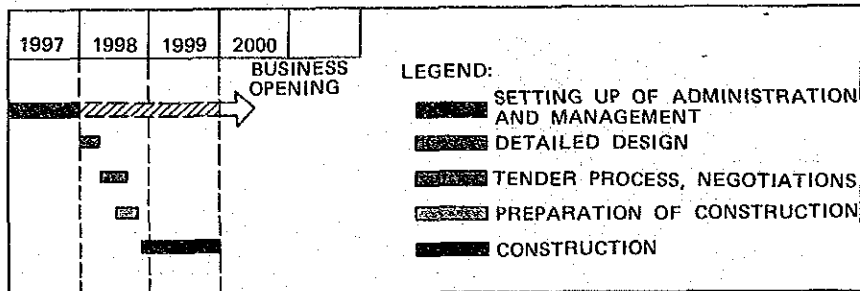 1997 1998 1999 2000
BUSINESS
OPENING
LEGEND:
SETTING UP OF ADMINISTRATION
AND MANAGEMENT
DETAILED DESIGN
TENDER PROCESS, NEGOTIATIONS
PREPARATION OF CONSTRUCTION
CONSTRUCTION